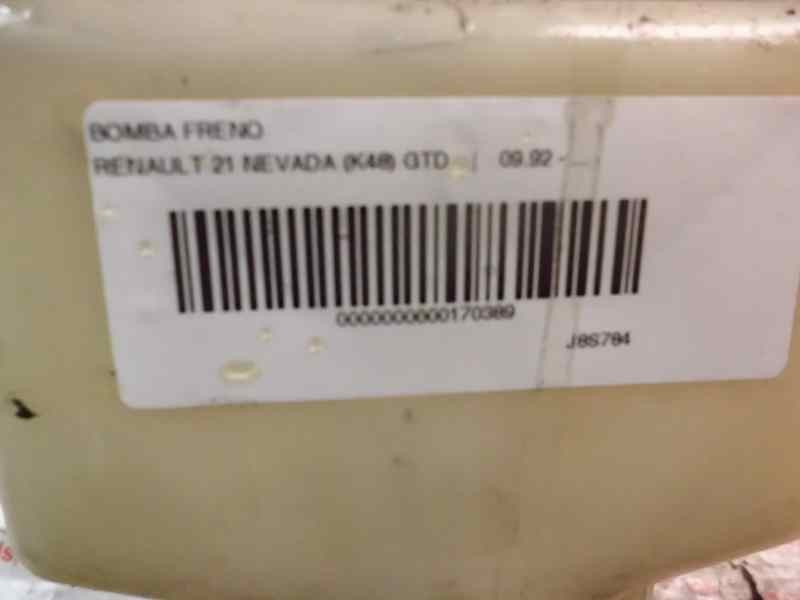 BOMBA FRENO
RENAULT 21 NEVADA (K48) GTD | 09.92 - ...
0000000000170389
J8S784